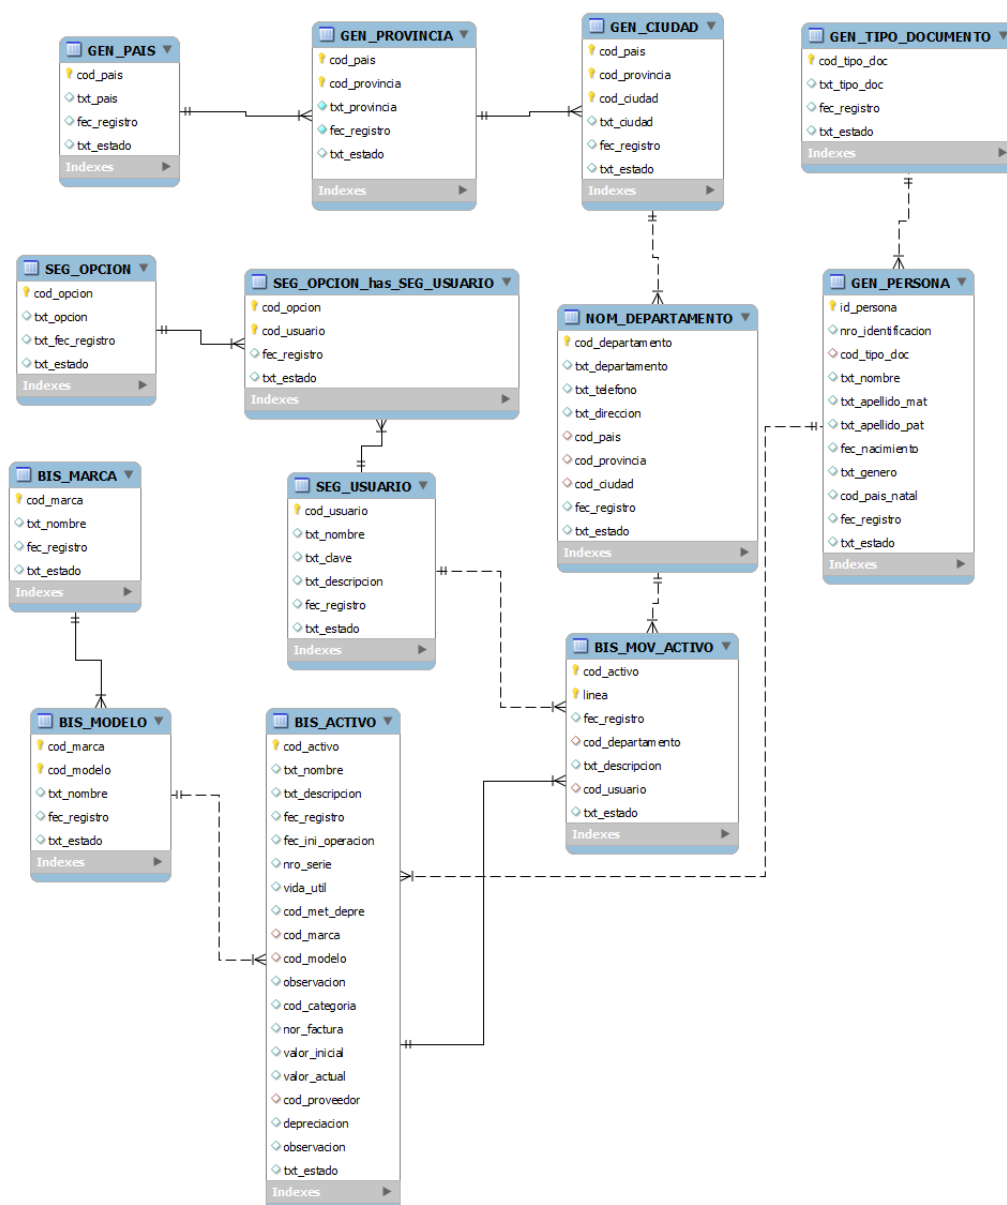 GEN_PAIS
cod_pais
txt_pais
fec_registro
txt_estado
Indexes
GEN_PROVINCIA
cod_pais
cod_provincia
txt_provincia
fec_registro
txt_estado
Indexes
GEN_CIUDAD
cod_pais
cod_provincia
cod_ciudad
txt_ciudad
fec_registro
txt_estado
Indexes
GEN_TIPO_DOCUMENTO
cod_tipo_doc
txt_tipo_doc
fec_registro
txt_estado
Indexes
SEG_OPCION
cod_opcion
txt_opcion
txt_fec_registro
txt_estado
Indexes
SEG_OPCION_has_SEG_USUARIO
cod_opcion
cod_usuario
fec_registro
txt_estado
Indexes
NOM_DEPARTAMENTO
cod_departamento
txt_departamento
txt_telefono
txt_direccion
cod_pais
cod_provincia
cod_ciudad
fec_registro
txt_estado
Indexes
GEN_PERSONA
id_persona
nro_identificacion
cod_tipo_doc
txt_nombre
txt_apellido_mat
txt_apellido_pat
fec_nacimiento
txt_genero
cod_pais_natal
fec_registro
txt_estado
Indexes
BIS_MARCA
cod_marca
txt_nombre
fec_registro
txt_estado
Indexes
SEG_USUARIO
cod_usuario
txt_nombre
txt_clave
txt_descripcion
fec_registro
txt_estado
Indexes
BIS_MOV_ACTIVO
cod_activo
linea
fec_registro
cod_departamento
txt_descripcion
cod_usuario
txt_estado
Indexes
BIS_MODELO
cod_marca
cod_modelo
txt_nombre
fec_registro
txt_estado
Indexes
BIS_ACTIVO
cod_activo
txt_nombre
txt_descripcion
fec_registro
fec_ini_operacion
nro_serie
vida_util
cod_met_depre
cod_marca
cod_modelo
observacion
cod_categoria
nor_factura
valor_inicial
valor_actual
cod_proveedor
depreciacion
observacion
txt_estado
Indexes